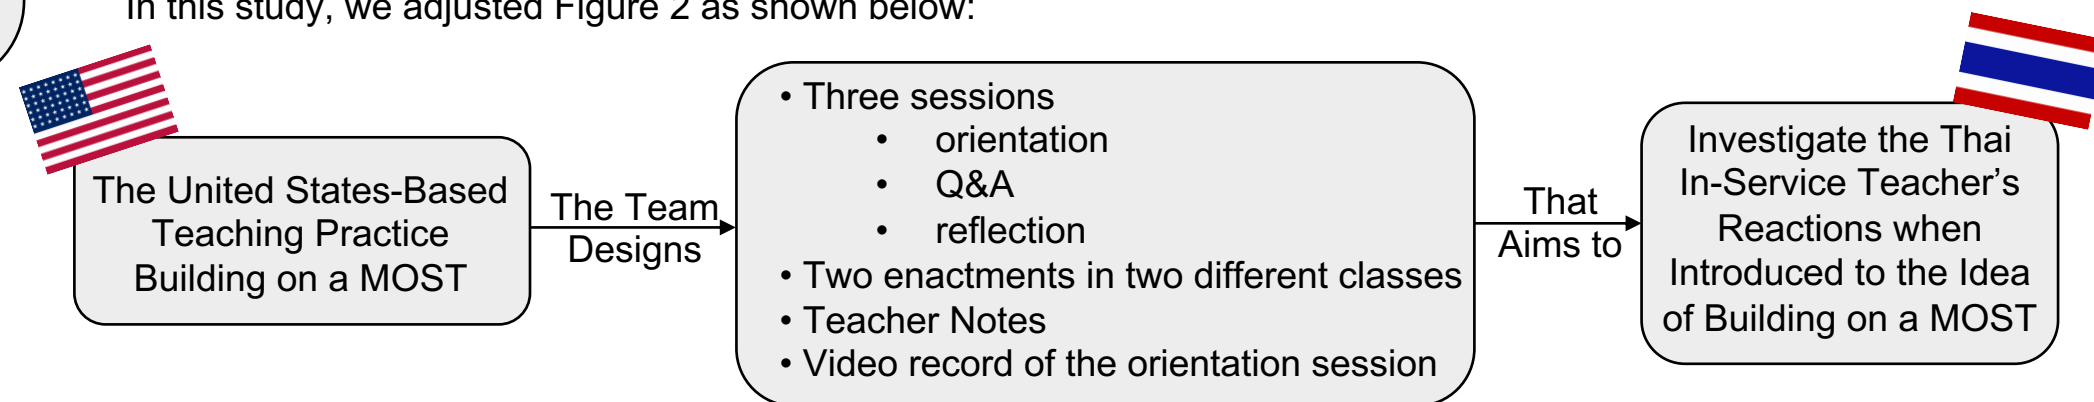 In this study, we adjusted Figure 2 as shown below:
The United States-Based
Teaching Practice
Building on a MOST
The Team
Designs
• Three sessions
• orientation
• Q&A
• reflection
• Two enactments in two different classes
• Teacher Notes
• Video record of the orientation session
That
Aims to
Investigate the Thai
In-Service Teacher’s
Reactions when
Introduced to the Idea
of Building on a MOST